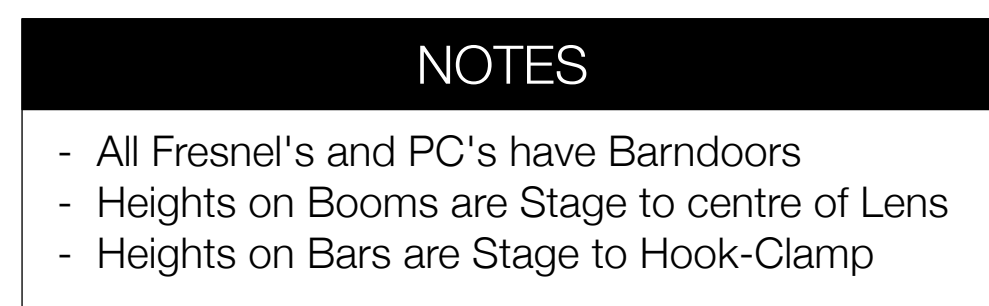 NOTES
- All Fresnel's and PC's have Barndoors
- Heights on Booms are Stage to centre of Lens
- Heights on Bars are Stage to Hook-Clamp